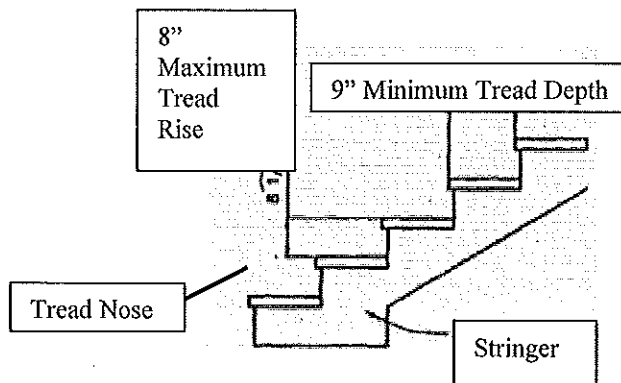 8”
Maximum
Tread
Rise
9” Minimum Tread Depth
Tread Nose
Stringer